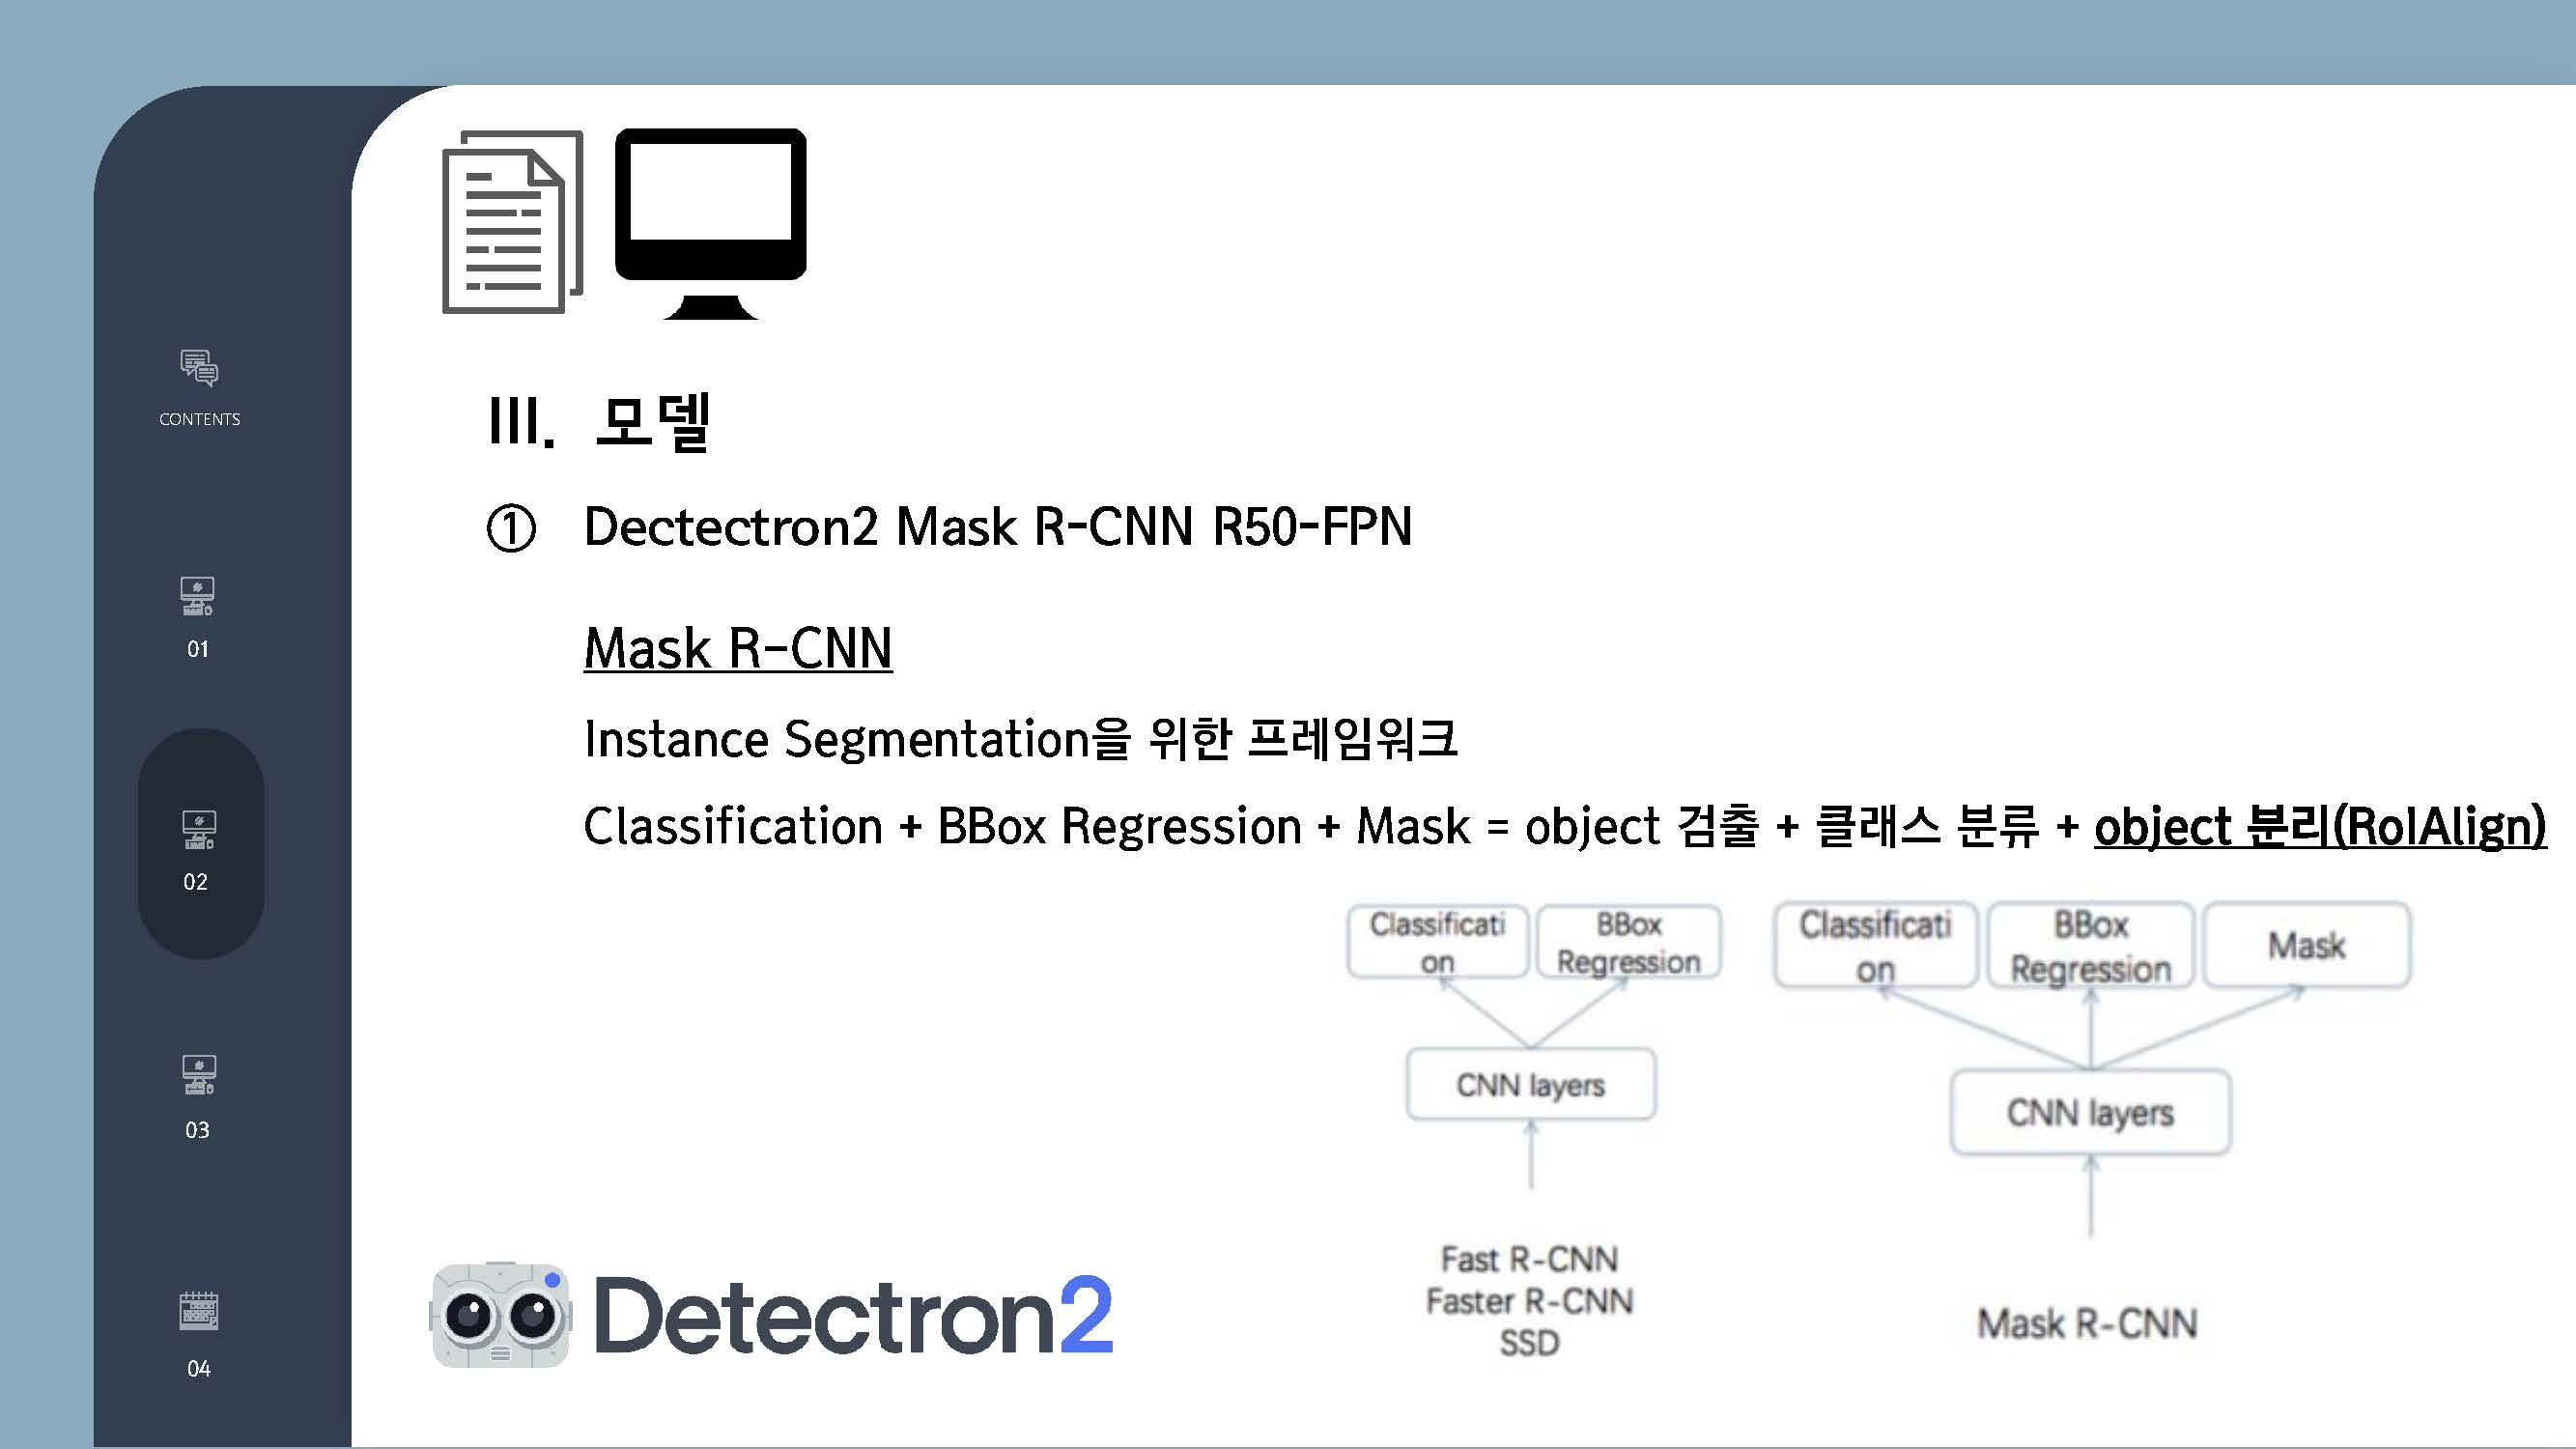 CONTENTS
01
02
03
04
III. 모델
① Dectectron2 Mask R-CNN R50-FPN
Mask R-CNN
Instance Segmentation을 위한 프레임워크
Classification + BBox Regression + Mask = object 검출 + 클래스 분류 + object 분리(RoIAlign)
Classificati
on
BBox
Regression
CNN layers
Fast R-CNN
Faster R-CNN
SSD
Classificati
on
BBox
Regression
Mask
CNN layers
Mask R-CNN
Detectron2